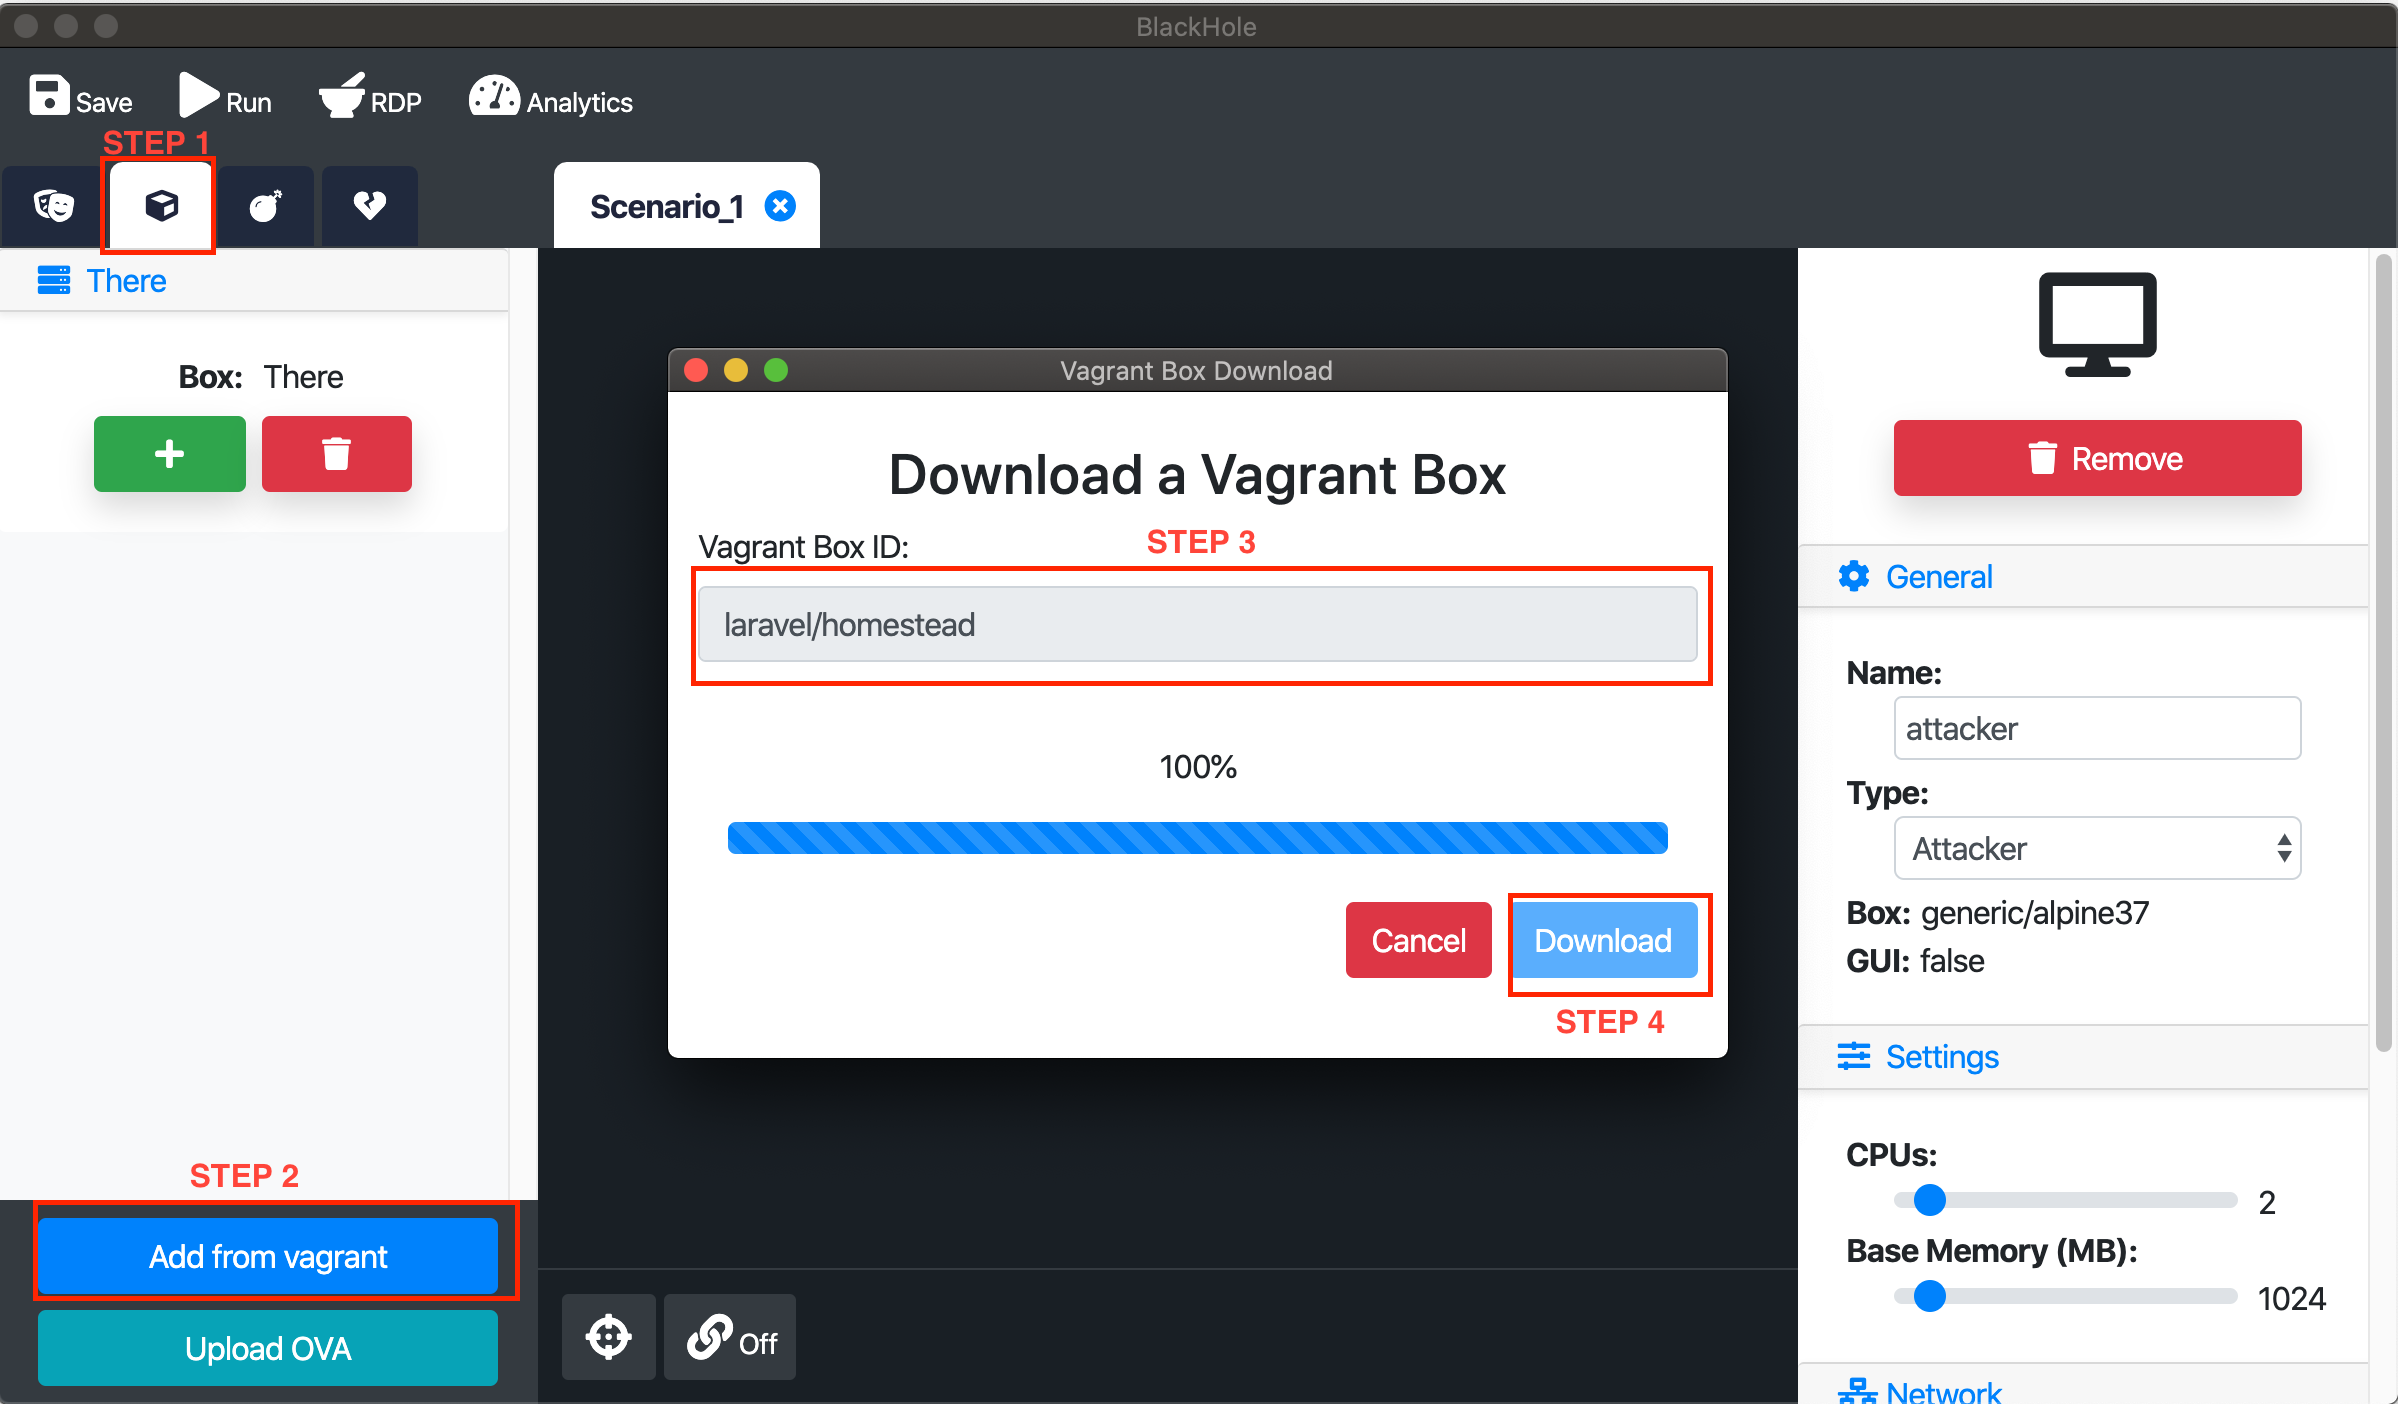 BlackHole
Save
Run
RDP
Analytics
STEP 1
Scenario_1
There
Box: There
Vagrant Box Download
Download a Vagrant Box
Vagrant Box ID:
STEP 3
laravel/homestead
100%
Cancel
Download
STEP 4
STEP 2
Add from vagrant
Upload OVA
Off
Remove
General
Name:
attacker
Type:
Attacker
Box: generic/alpine37
GUI: false
Settings
CPUs:
2
Base Memory (MB):
1024
Network